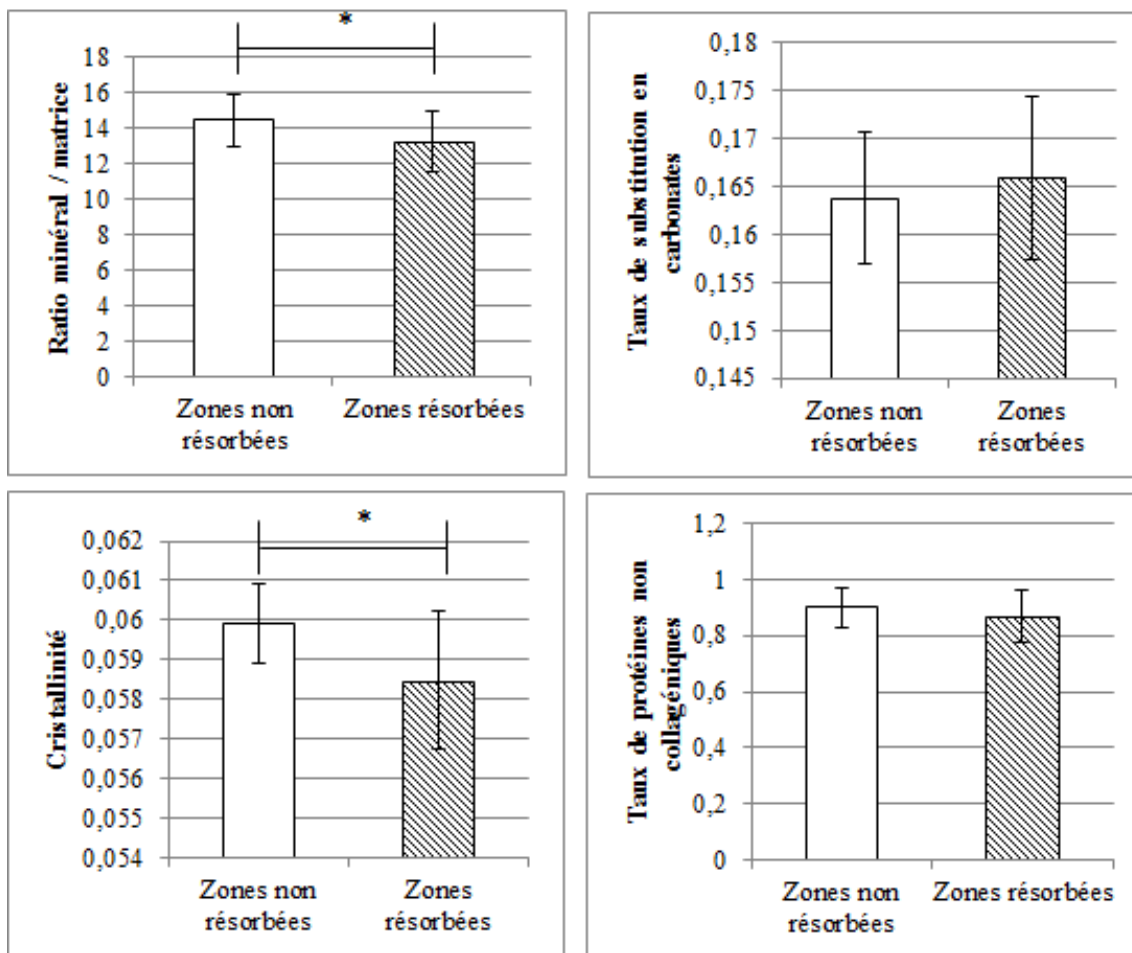 *
Ratio minéral / matrice
18
16
14
12
10
8
6
4
2
0
Zones non
résorbées
Zones résorbées
Taux de substitution en
carbonates
0,18
0,175
0,17
0,165
0,16
0,155
0,15
0,145
Zones non
résorbées
Zones
résorbées
*
Cristallinité
0,062
0,061
0,06
0,059
0,058
0,057
0,056
0,055
0,054
Zones non
résorbées
Zones
résorbées
Taux de protéines non
collagéniques
1,2
1
0,8
0,6
0,4
0,2
0
Zones non
résorbées
Zones résorbées